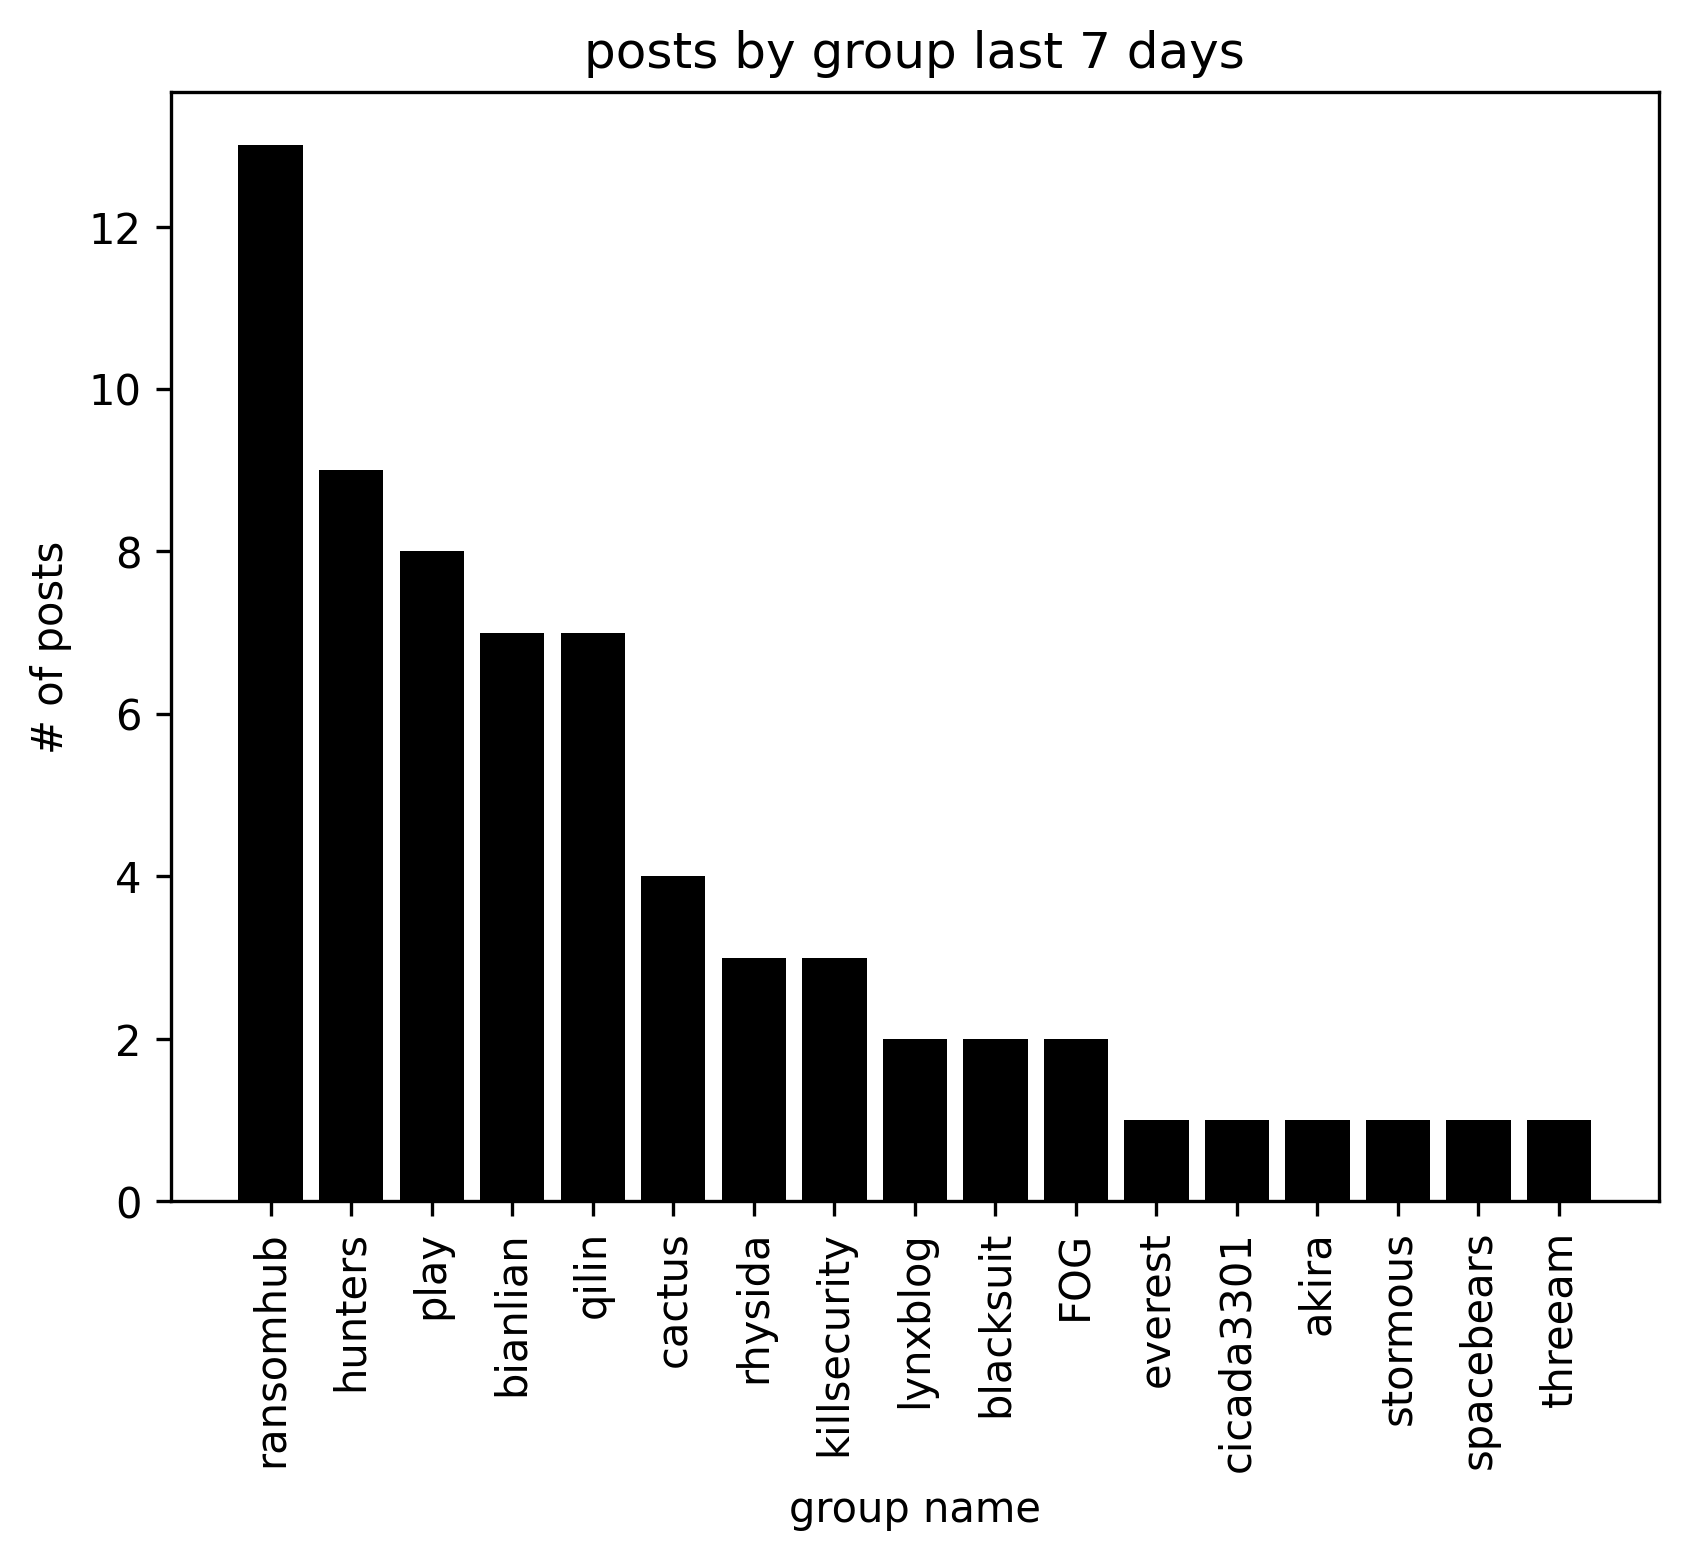 posts by group last 7 days
# of posts
12
10
8
6
4
2
0
ransomhub
hunters
play
bianlian
qilin
cactus
rhysida
killsecurity
lynxblog
blacksuit
FOG
everest
cicada3301
akira
stormous
spacebears
threeam
group name